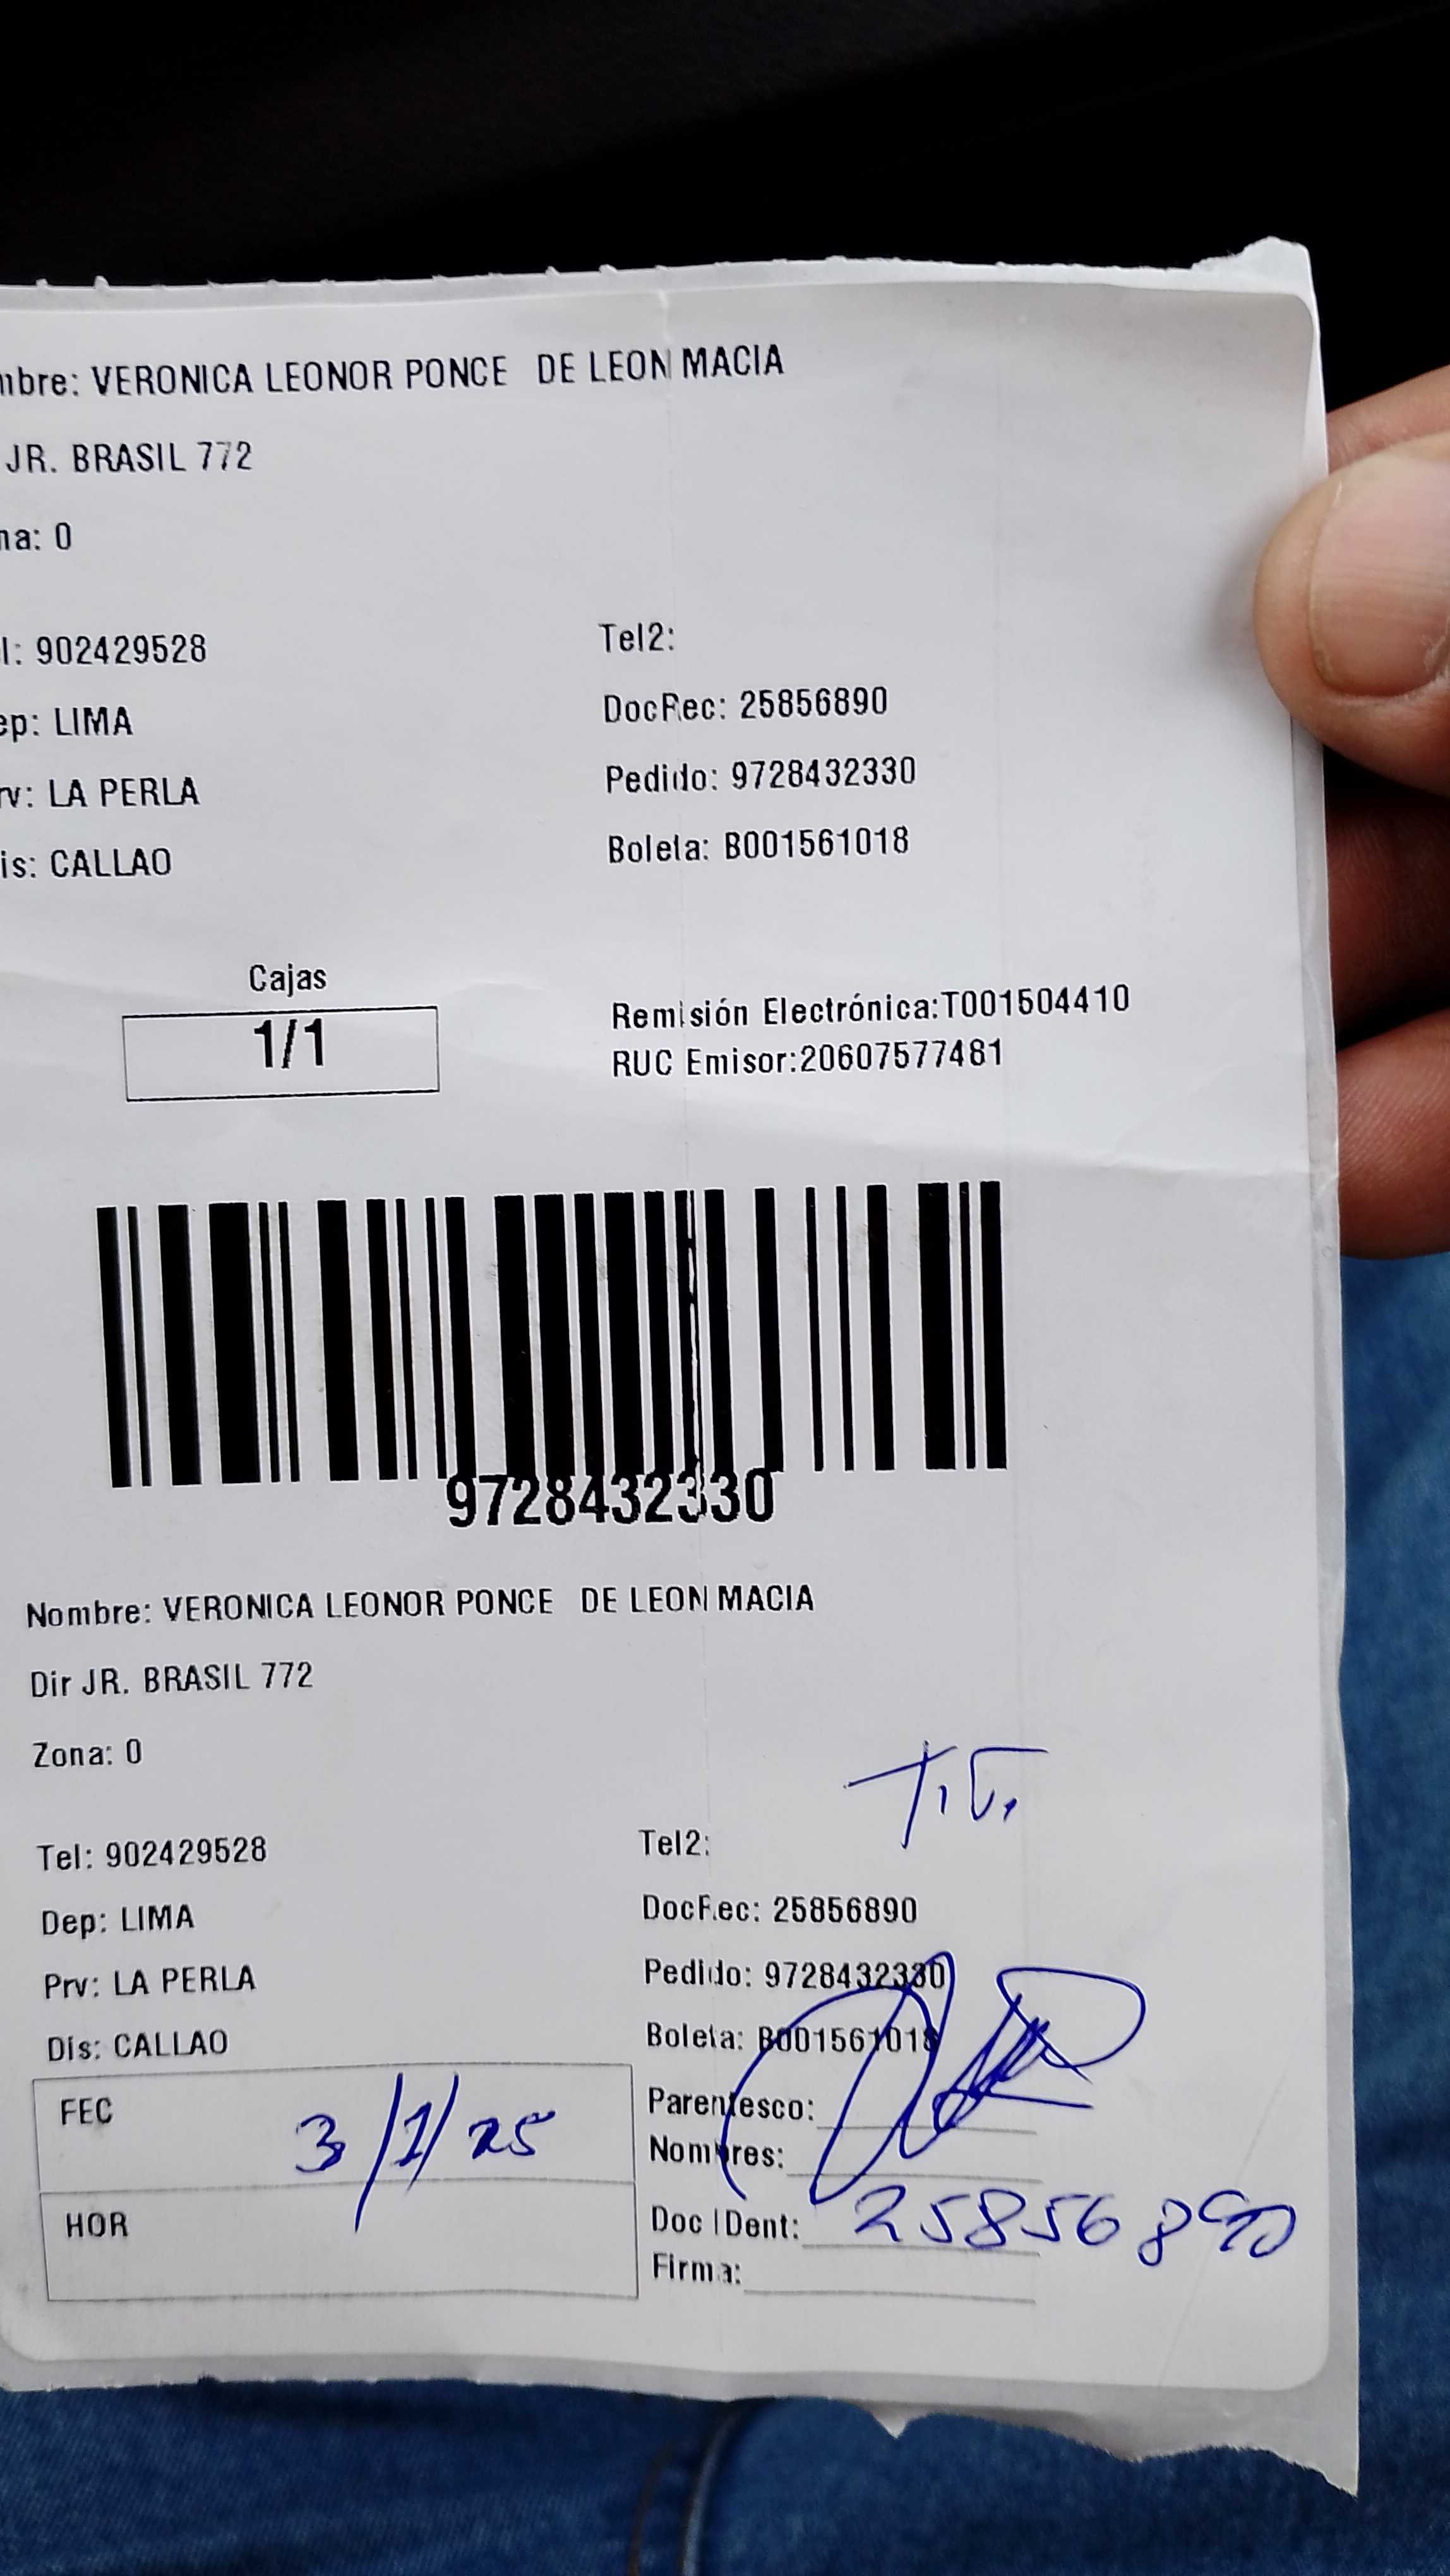 mbre: VERONICA LEONOR PONCE DE LEON MACIA
JR. BRASIL 772
na: 0
l: 902429528
Tel2:
ep: LIMA
DocRec: 25856890
rv: LA PERLA
Pedido: 9728432330
is: CALLAO
Boleta: B001561018
Cajas
1/1
Remisión Electrónica:T001504410
RUC Emisor:20607577481
9728432330
Nombre: VERONICA LEONOR PONCE DE LEON MACIA
Dir JR. BRASIL 772
Zona: 0
Tel: 902429528
Tel2:
Dep: LIMA
DocRec: 25856890
Prv: LA PERLA
Pedido: 9728432330
Dis: CALLAO
Boleta: B001561018
FEC 3/1/25
Parentesco:
Nombres:
HOR
Doc IDent: 25856890
Firma: